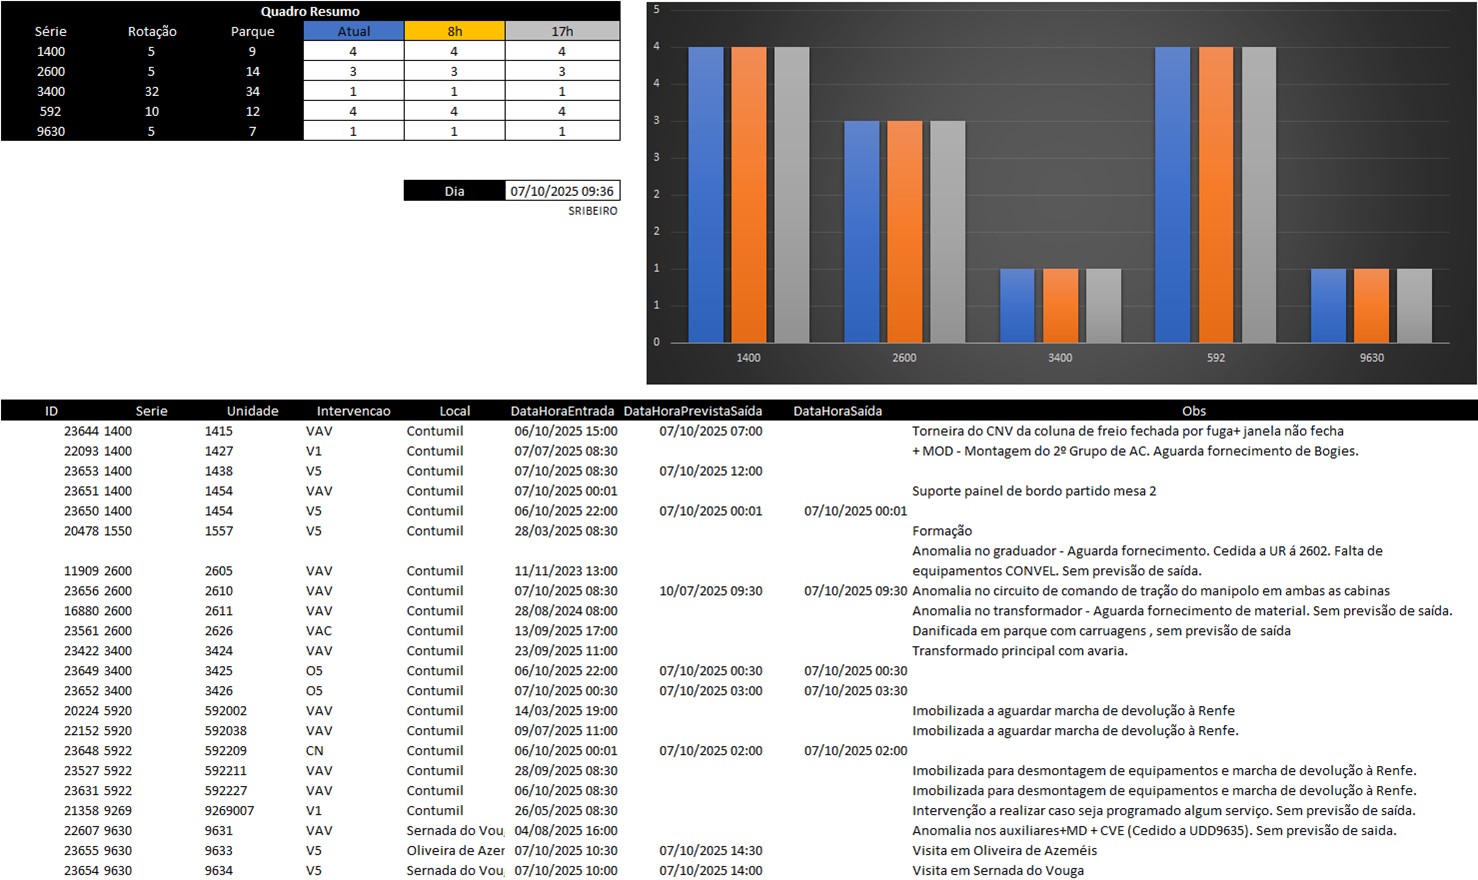 Quadro Resumo
Série Rotação Parque Atual 8h 17h
1400 5 9 4 4 4
2600 5 14 3 3 3
3400 32 34 1 1 1
592 10 12 4 4 4
9630 5 7 1 1 1
Dia 07/10/2025 09:36
SRIBEIRO
5
4
4
3
3
2
2
1
1
0
1400 2600 3400 592 9630
ID Serie Unidade Intervencao Local DataHoraEntrada DataHoraPrevistaSaída DataHoraSaída Obs
23644 1400 1415 VAV Contumil 06/10/2025 15:00 07/10/2025 07:00 Torneira do CNV da coluna de freio fechada por fuga+ janela não fecha
22093 1400 1427 V1 Contumil 07/07/2025 08:30 + MOD - Montagem do 2º Grupo de AC. Aguarda fornecimento de Bogies.
23653 1400 1438 V5 Contumil 07/10/2025 08:30 07/10/2025 12:00
23651 1400 1454 VAV Contumil 07/10/2025 00:01 Suporte painel de bordo partido mesa 2
23650 1400 1454 V5 Contumil 06/10/2025 22:00 07/10/2025 00:01 07/10/2025 00:01
20478 1550 1557 V5 Contumil 28/03/2025 08:30 Formação
Anomalia no graduador - Aguarda fornecimento. Cedida a UR á 2602. Falta de
11909 2600 2605 VAV Contumil 11/11/2023 13:00 equipamentos CONVEL. Sem previsão de saída.
23656 2600 2610 VAV Contumil 07/10/2025 08:30 10/07/2025 09:30 07/10/2025 09:30 Anomalia no circuito de comando de tração do manipolo em ambas as cabinas
16880 2600 2611 VAV Contumil 28/08/2024 08:00 Anomalia no transformador - Aguarda fornecimento de material. Sem previsão de saída.
23561 2600 2626 VAC Contumil 13/09/2025 17:00 Danificada em parque com carruagens , sem previsão de saída
23422 3400 3424 VAV Contumil 23/09/2025 11:00 Transformado principal com avaria.
23649 3400 3425 O5 Contumil 06/10/2025 22:00 07/10/2025 00:30 07/10/2025 00:30
23652 3400 3426 O5 Contumil 07/10/2025 00:30 07/10/2025 03:00 07/10/2025 03:30
20224 5920 592002 VAV Contumil 14/03/2025 19:00 Imobilizada a aguardar marcha de devolução à Renfe
22152 5920 592038 VAV Contumil 09/07/2025 11:00 Imobilizada a aguardar marcha de devolução à Renfe.
23648 5922 592209 CN Contumil 06/10/2025 00:01 07/10/2025 02:00 07/10/2025 02:00
23527 5922 592211 VAV Contumil 28/09/2025 08:30 Imobilizada para desmontagem de equipamentos e marcha de devolução à Renfe.
23631 5922 592227 VAV Contumil 06/10/2025 08:30 Imobilizada para desmontagem de equipamentos e marcha de devolução à Renfe.
21358 9269 9269007 V1 Contumil 26/05/2025 08:30 Intervenção a realizar caso seja programado algum serviço. Sem previsão de saída.
22607 9630 9631 VAV Sernada do Vou 04/08/2025 16:00 Anomalia nos auxiliares+MD + CVE (Cedido a UDD9635). Sem previsão de saida.
23655 9630 9633 V5 Oliveira de Azer 07/10/2025 10:30 07/10/2025 14:30 Visita em Oliveira de Azeméis
23654 9630 9634 V5 Sernada do Vou 07/10/2025 10:00 07/10/2025 14:00 Visita em Sernada do Vouga